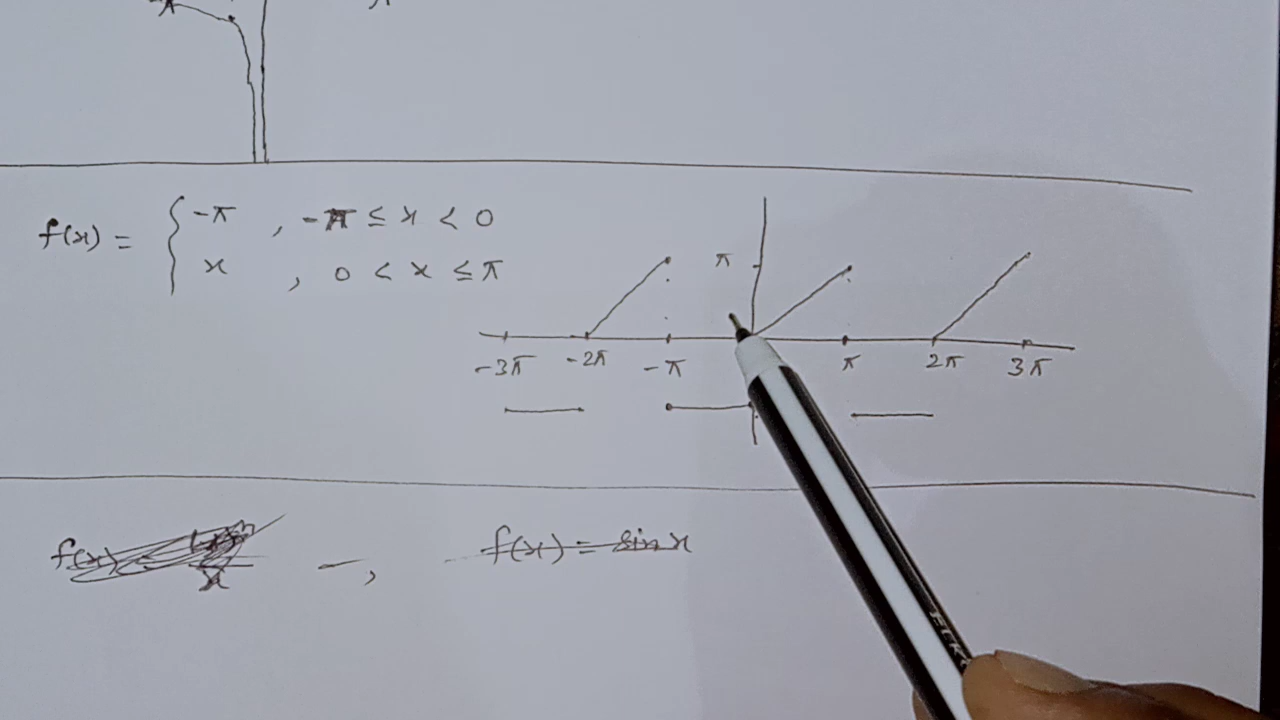 π π
f(x) = { -π , -π ≤ x < 0
x , 0 < x ≤ π
π
-3π -2π -π π 2π 3π
f(x) x — , f(x) = sin x